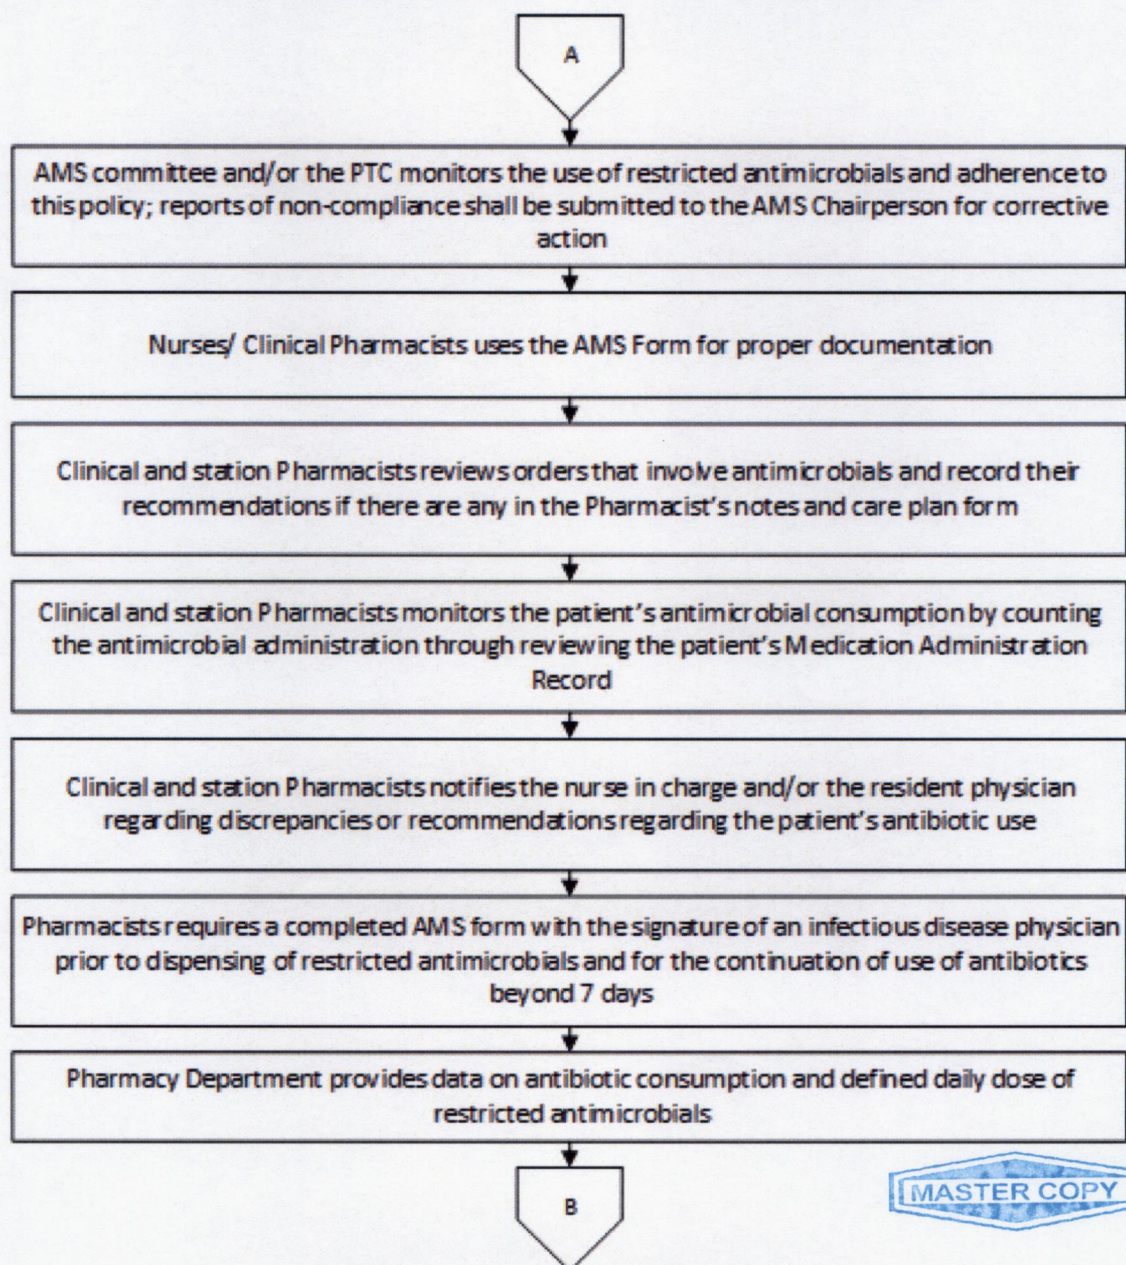 A
AMS committee and/or the PTC monitors the use of restricted antimicrobials and adherence to
this policy; reports of non-compliance shall be submitted to the AMS Chairperson for corrective
action
Nurses/ Clinical Pharmacists uses the AMS Form for proper documentation
Clinical and station Pharmacists reviews orders that involve antimicrobials and record their
recommendations if there are any in the Pharmacist's notes and care plan form
Clinical and station Pharmacists monitors the patient's antimicrobial consumption by counting
the antimicrobial administration through reviewing the patient's Medication Administration
Record
Clinical and station Pharmacists notifies the nurse in charge and/or the resident physician
regarding discrepancies or recommendations regarding the patient's antibiotic use
Pharmacists requires a completed AMS form with the signature of an infectious disease physician
prior to dispensing of restricted antimicrobials and for the continuation of use of antibiotics
beyond 7 days
Pharmacy Department provides data on antibiotic consumption and defined daily dose of
restricted antimicrobials
B
MASTER COPY